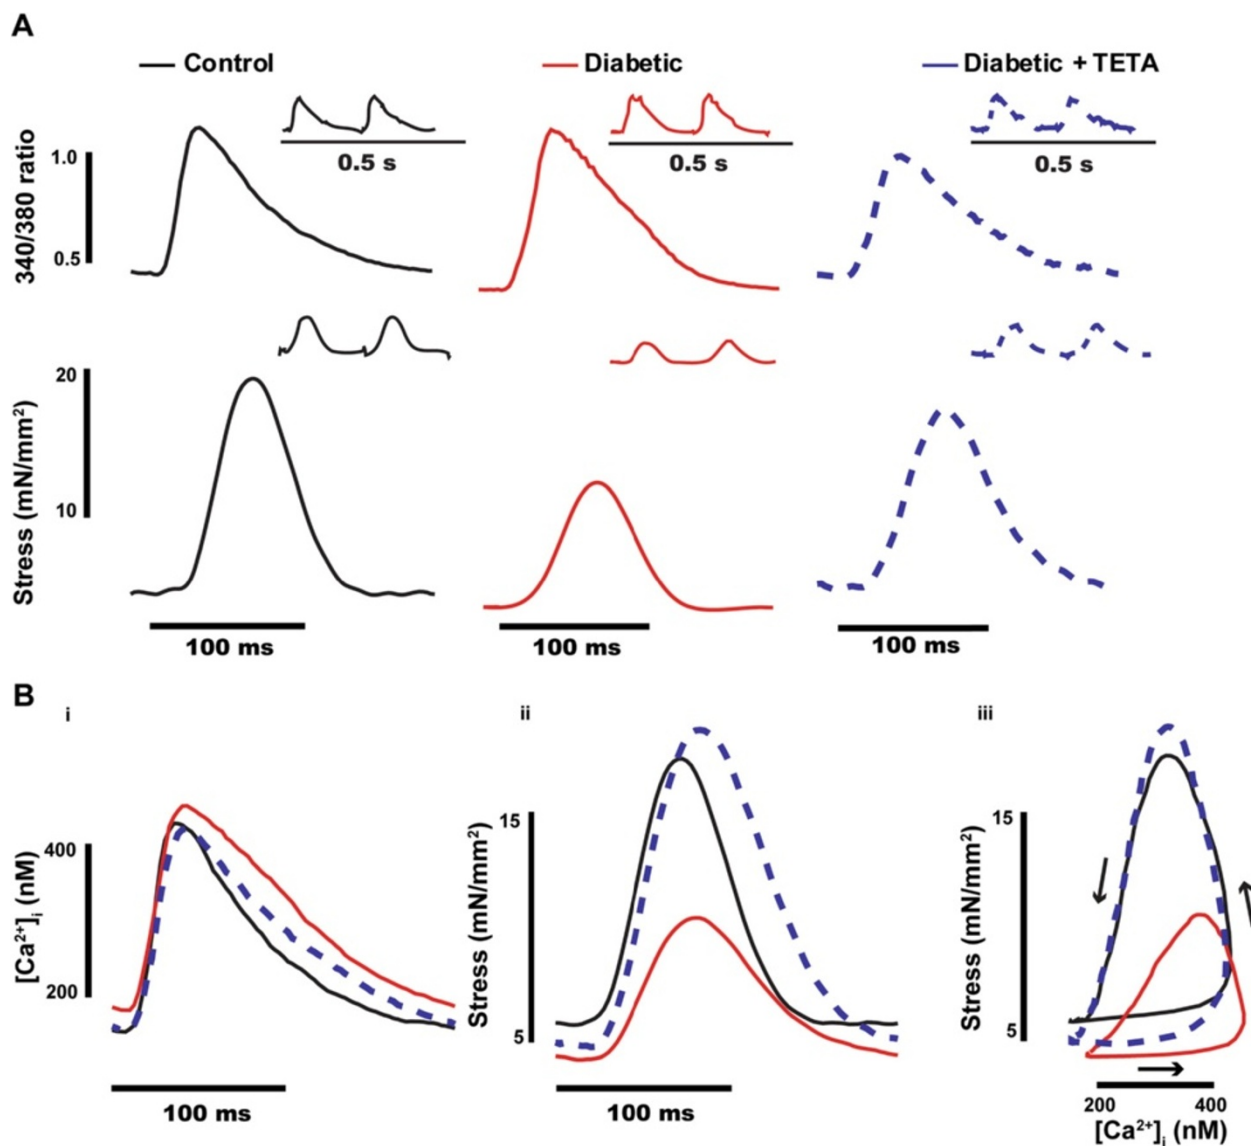 A
Control
Diabetic
Diabetic + TETA
340/380 ratio
1.0
0.5
0.5 s
0.5 s
0.5 s
Stress (mN/mm²)
20
10
100 ms
100 ms
100 ms
B
i
ii
iii
[Ca²⁺]ᵢ (nM)
400
200
100 ms
Stress (mN/mm²)
15
5
100 ms
Stress (mN/mm²)
15
5
200 400
[Ca²⁺]ᵢ (nM)